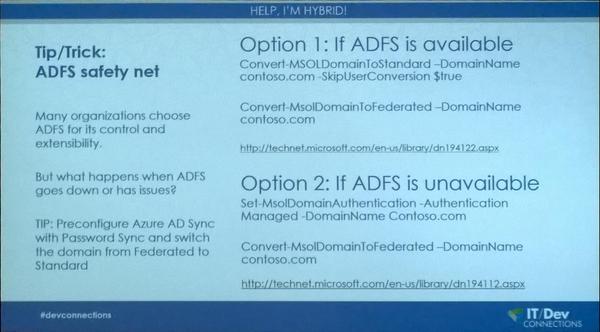 HELP, I'M HYBRID!
Tip/Trick:
ADFS safety net
Many organizations choose
ADFS for its control and
extensibility.
But what happens when ADFS
goes down or has issues?
TIP: Preconfigure Azure AD Sync
with Password Sync and switch
the domain from Federated to
Standard
Option 1: If ADFS is available
Convert-MSOLDomainToStandard –DomainName
contoso.com -SkipUserConversion $true
Convert-MsolDomainToFederated –DomainName
contoso.com
http://technet.microsoft.com/en-us/library/dn194122.aspx
Option 2: If ADFS is unavailable
Set-MsolDomainAuthentication -Authentication
Managed -DomainName Contoso.com
Convert-MsolDomainToFederated –DomainName
contoso.com
http://technet.microsoft.com/en-us/library/dn194112.aspx
#devconnections
IT/Dev
CONNECTIONS